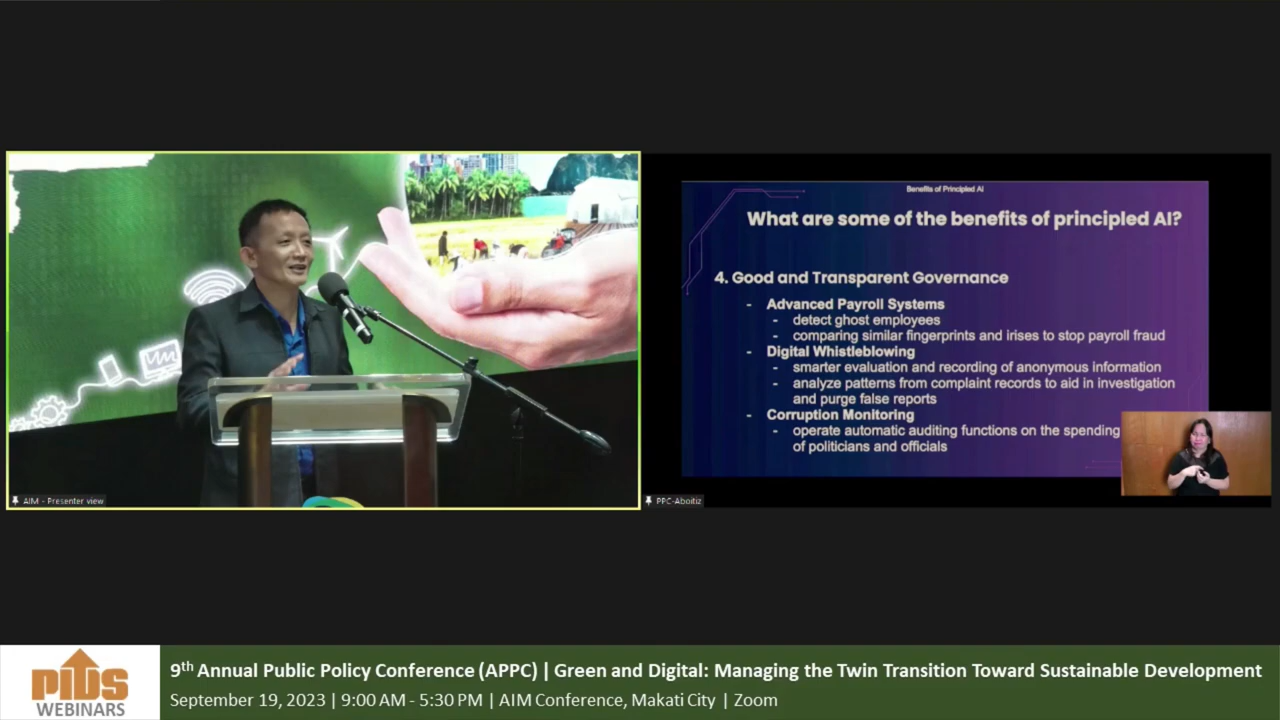 Benefits of Principled AI
What are some of the benefits of principled AI?
4. Good and Transparent Governance
- Advanced Payroll Systems
- detect ghost employees
- comparing similar fingerprints and irises to stop payroll fraud
- Digital Whistleblowing
- smarter evaluation and recording of anonymous information
- analyze patterns from complaint records to aid in investigation
and purge false reports
- Corruption Monitoring
- operate automatic auditing functions on the spending
of politicians and officials
AIM - Presenter view
PPC-Aboitiz
PIDS
WEBINARS
9th Annual Public Policy Conference (APPC) | Green and Digital: Managing the Twin Transition Toward Sustainable Development
September 19, 2023 | 9:00 AM - 5:30 PM | AIM Conference, Makati City | Zoom